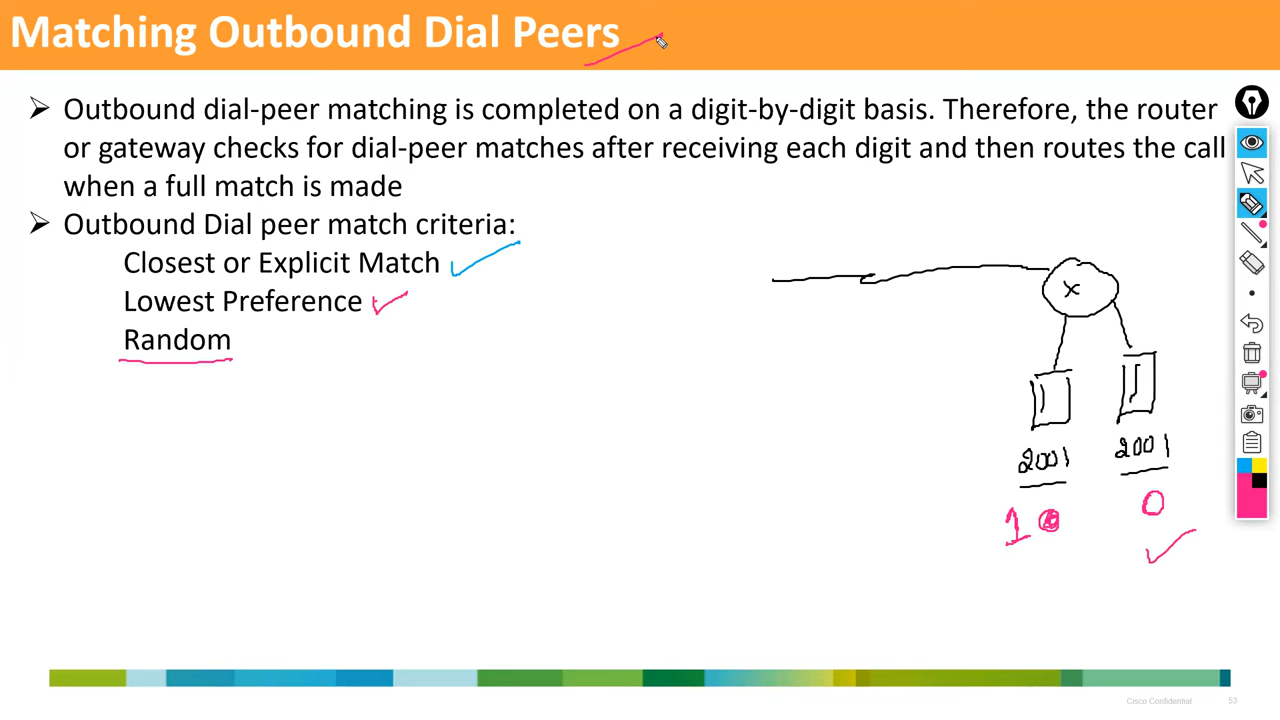 Matching Outbound Dial Peers
➢ Outbound dial-peer matching is completed on a digit-by-digit basis. Therefore, the router
or gateway checks for dial-peer matches after receiving each digit and then routes the call
when a full match is made
➢ Outbound Dial peer match criteria:
Closest or Explicit Match
Lowest Preference
Random
X
2001 2001
1 0
Cisco Confidential 53